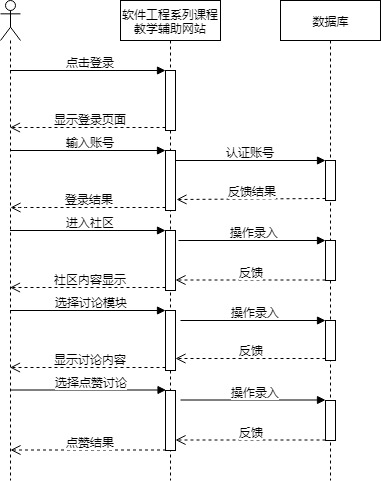 软件工程系列课程
教学辅助网站
数据库
点击登录
显示登录页面
输入账号
认证账号
反馈结果
登录结果
进入社区
操作录入
反馈
社区内容显示
选择讨论模块
操作录入
反馈
显示讨论内容
选择点赞讨论
操作录入
反馈
点赞结果